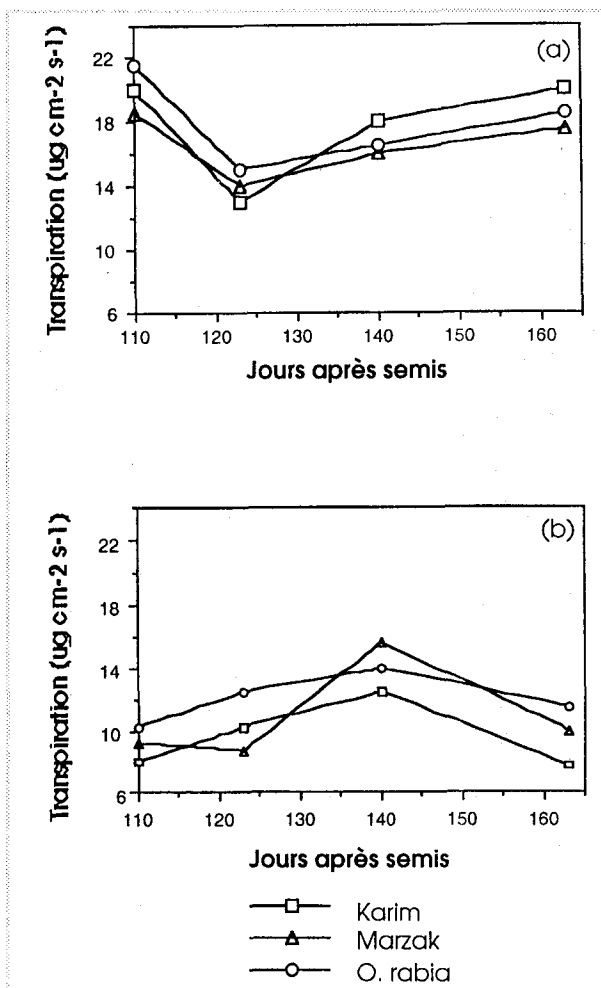 (a)
Transpiration (ug cm-2 s-1)
22
18
14
10
6
110 120 130 140 150 160
Jours après semis
(b)
Transpiration (ug cm-2 s-1)
22
18
14
10
6
110 120 130 140 150 160
Jours après semis
Karim
Marzak
O. rabia